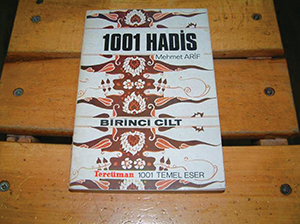 1001 HADİS
Mehmet ARİF
BİRİNCİ CİLT
Tercüman 1001 TEMEL ESER